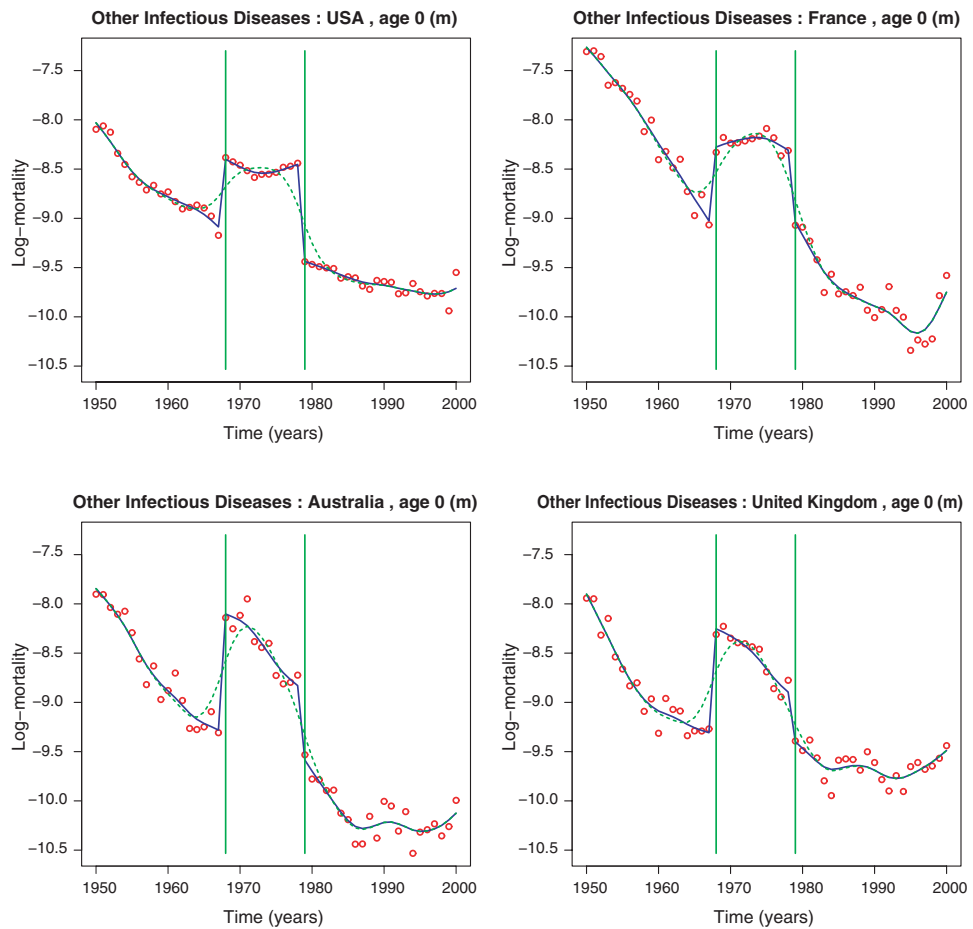 Other Infectious Diseases : USA , age 0 (m)
Log−mortality
−7.5
−8.0
−8.5
−9.0
−9.5
−10.0
−10.5
1950 1960 1970 1980 1990 2000
Time (years)
Other Infectious Diseases : France , age 0 (m)
Log−mortality
−7.5
−8.0
−8.5
−9.0
−9.5
−10.0
−10.5
1950 1960 1970 1980 1990 2000
Time (years)
Other Infectious Diseases : Australia , age 0 (m)
Log−mortality
−7.5
−8.0
−8.5
−9.0
−9.5
−10.0
−10.5
1950 1960 1970 1980 1990 2000
Time (years)
Other Infectious Diseases : United Kingdom , age 0 (m)
Log−mortality
−7.5
−8.0
−8.5
−9.0
−9.5
−10.0
−10.5
1950 1960 1970 1980 1990 2000
Time (years)